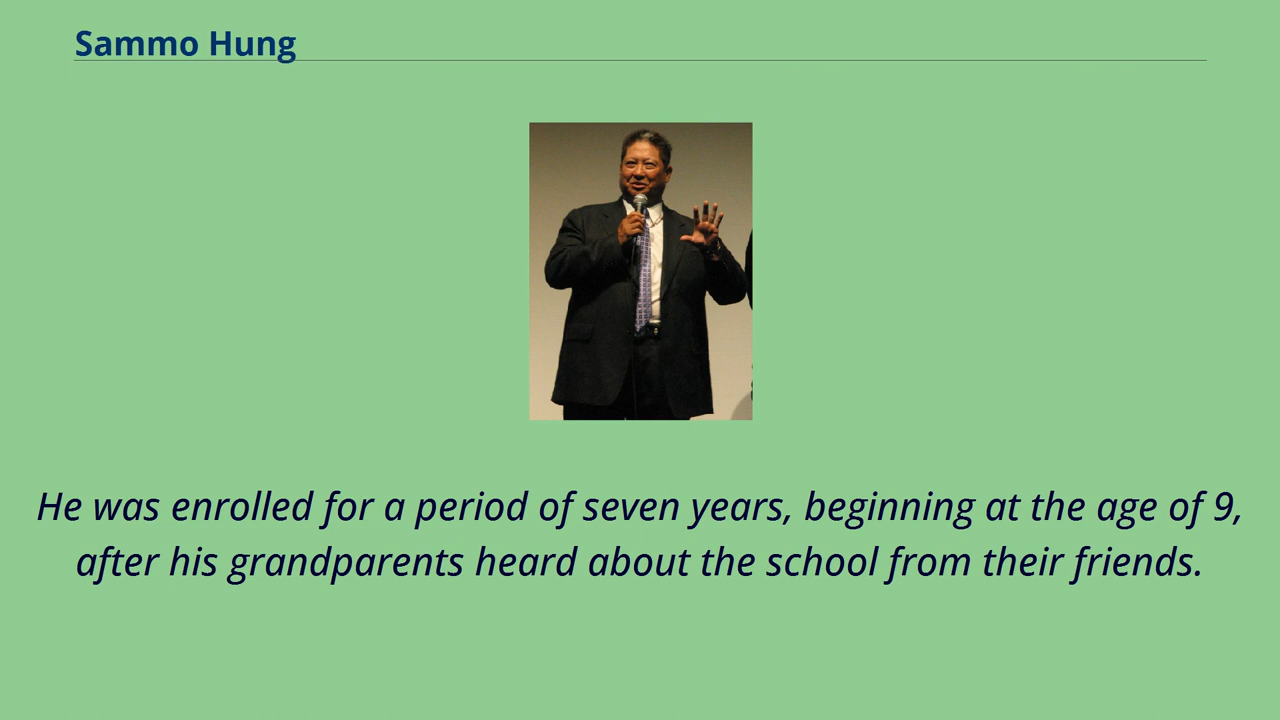 Sammo Hung
He was enrolled for a period of seven years, beginning at the age of 9,
after his grandparents heard about the school from their friends.